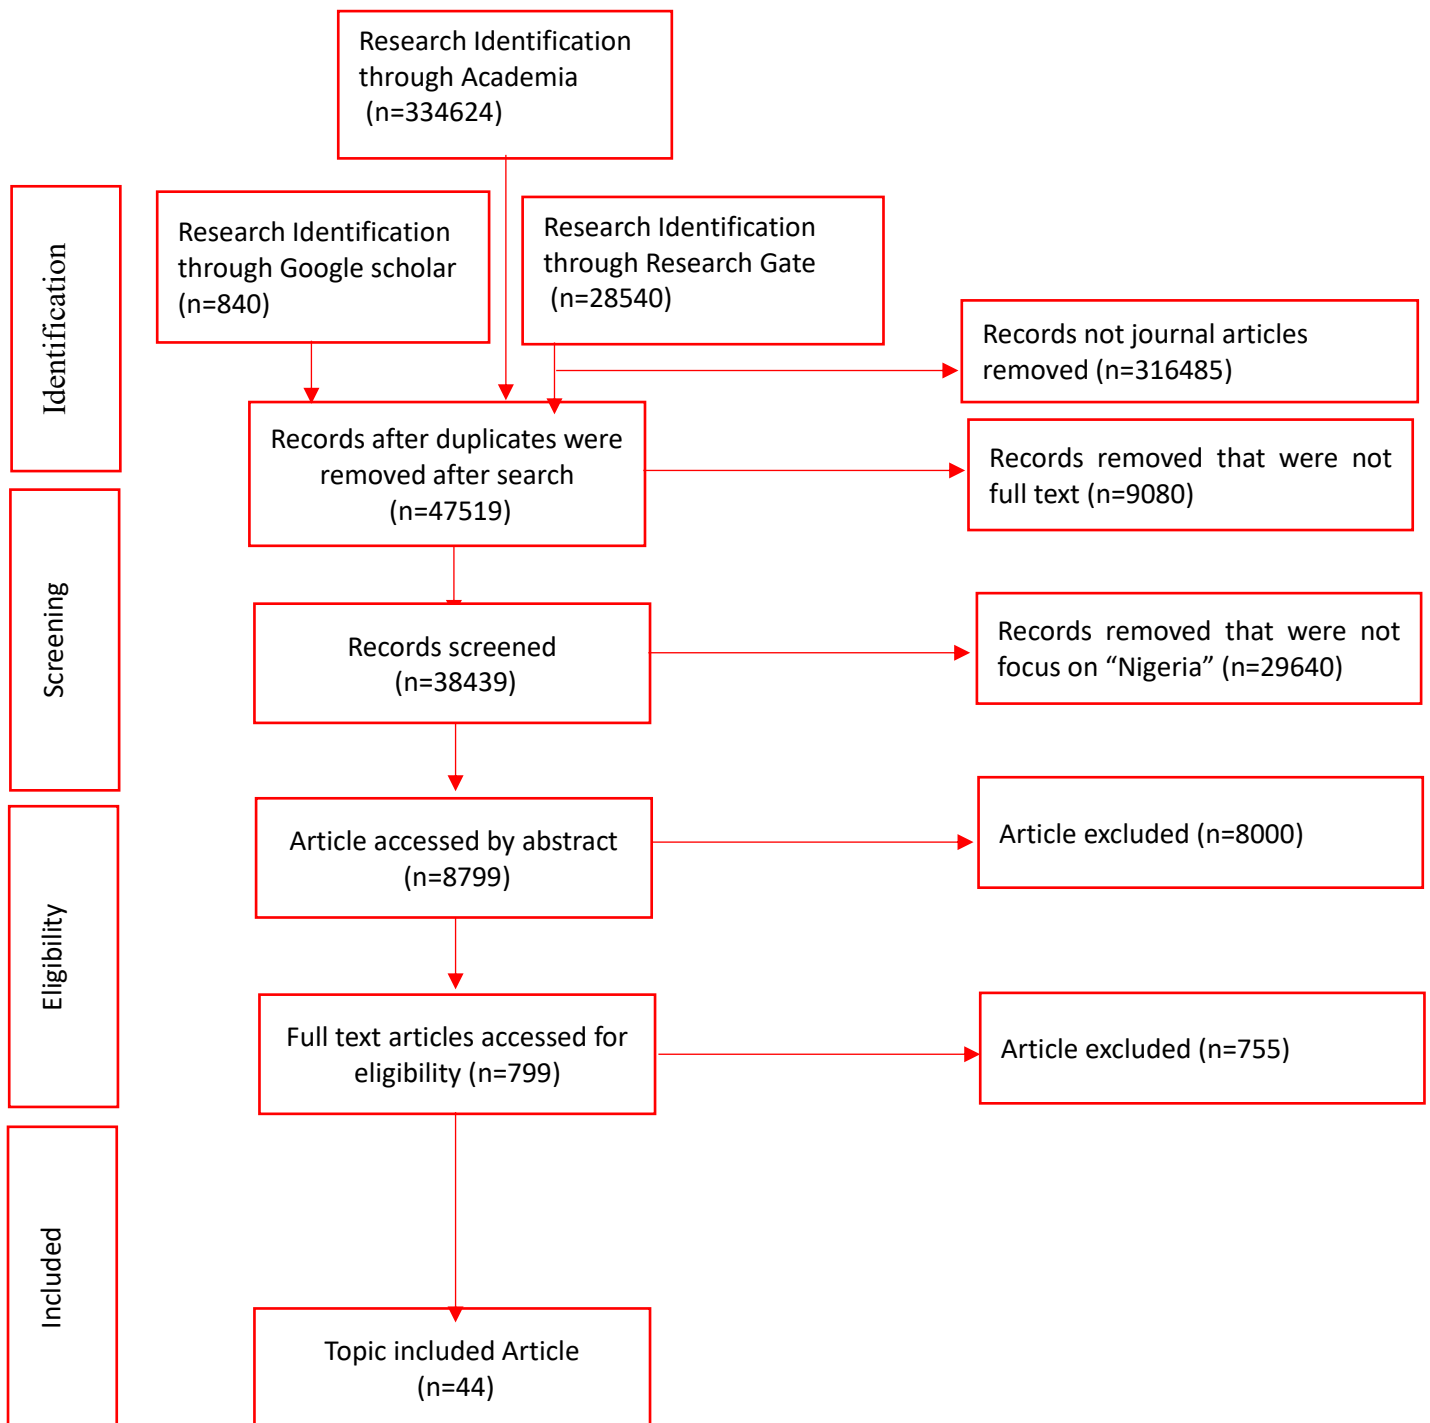 Research Identification
through Academia
(n=334624)
Identification
Research Identification
through Google scholar
(n=840)
Research Identification
through Research Gate
(n=28540)
Records not journal articles
removed (n=316485)
Records after duplicates were
removed after search
(n=47519)
Records removed that were not
full text (n=9080)
Screening
Records screened
(n=38439)
Records removed that were not
focus on “Nigeria” (n=29640)
Eligibility
Article accessed by abstract
(n=8799)
Article excluded (n=8000)
Full text articles accessed for
eligibility (n=799)
Article excluded (n=755)
Included
Topic included Article
(n=44)